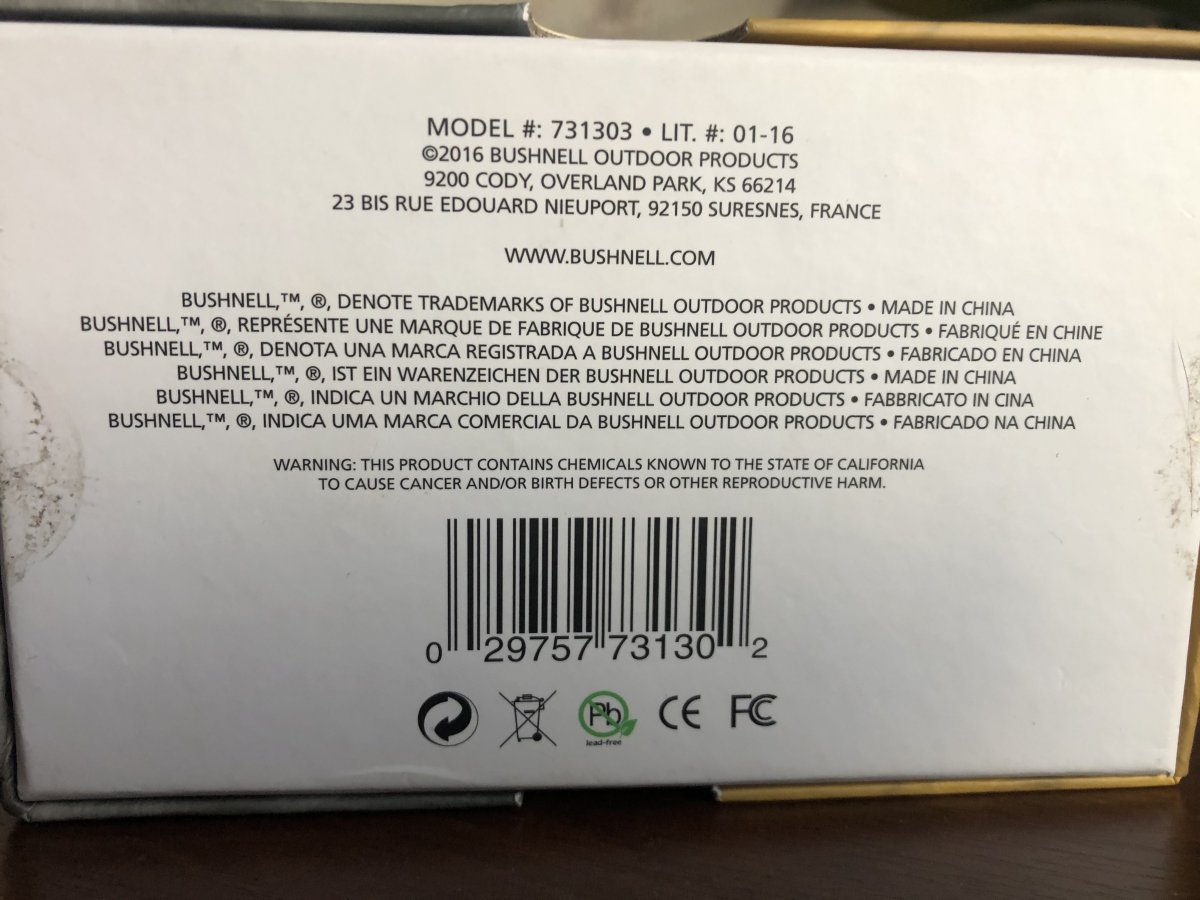 MODEL #: 731303 • LIT. #: 01-16
©2016 BUSHNELL OUTDOOR PRODUCTS
9200 CODY, OVERLAND PARK, KS 66214
23 BIS RUE EDOUARD NIEUPORT, 92150 SURESNES, FRANCE
WWW.BUSHNELL.COM
BUSHNELL,™, ®, DENOTE TRADEMARKS OF BUSHNELL OUTDOOR PRODUCTS • MADE IN CHINA
BUSHNELL,™, ®, REPRÉSENTE UNE MARQUE DE FABRIQUE DE BUSHNELL OUTDOOR PRODUCTS • FABRIQUÉ EN CHINE
BUSHNELL,™, ®, DENOTA UNA MARCA REGISTRADA A BUSHNELL OUTDOOR PRODUCTS • FABRICADO EN CHINA
BUSHNELL,™, ®, IST EIN WARENZEICHEN DER BUSHNELL OUTDOOR PRODUCTS • MADE IN CHINA
BUSHNELL,™, ®, INDICA UN MARCHIO DELLA BUSHNELL OUTDOOR PRODUCTS • FABBRICATO IN CINA
BUSHNELL,™, ®, INDICA UMA MARCA COMERCIAL DA BUSHNELL OUTDOOR PRODUCTS • FABRICADO NA CHINA
WARNING: THIS PRODUCT CONTAINS CHEMICALS KNOWN TO THE STATE OF CALIFORNIA
TO CAUSE CANCER AND/OR BIRTH DEFECTS OR OTHER REPRODUCTIVE HARM.
0 29757 73130 2
Pb CE FC
lead-free